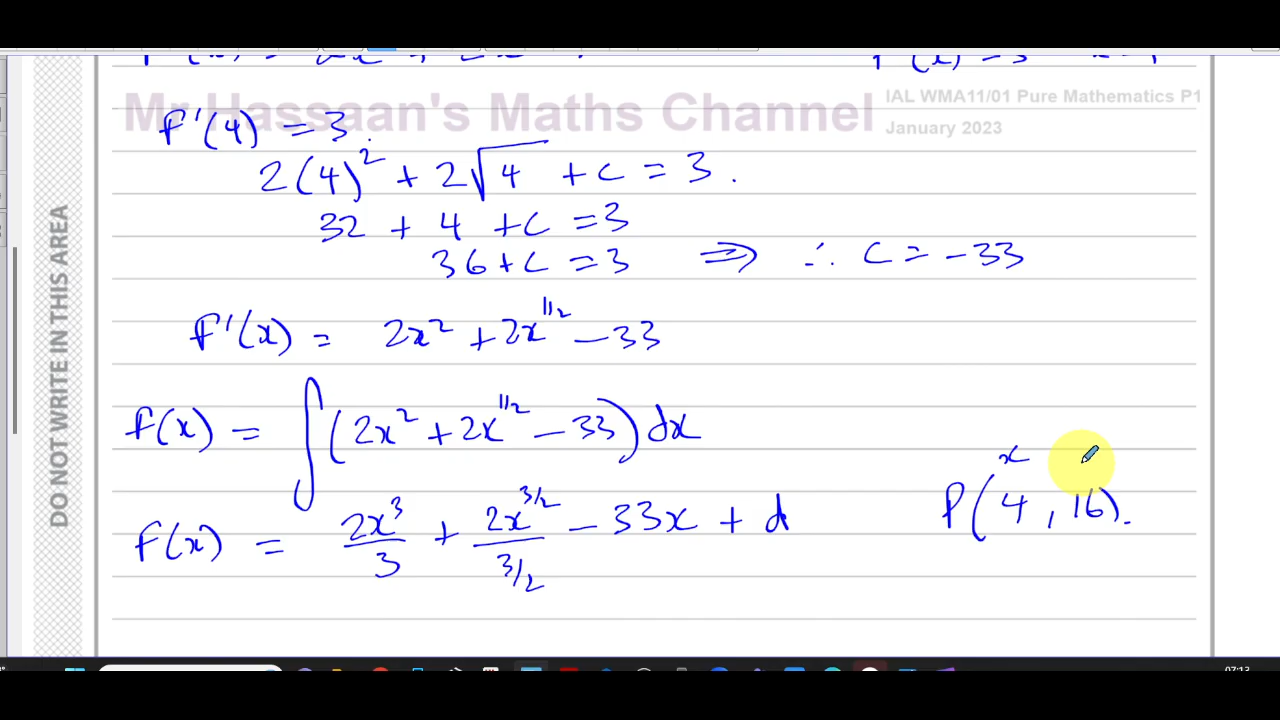 Mr Hassaan's Maths Channel
IAL WMA11/01 Pure Mathematics P1
January 2023
f'(4) = 3.
2(4)² + 2√4 + c = 3.
32 + 4 + c = 3
36 + c = 3 ⇒ ∴ c = -33
f'(x) = 2x² + 2x^1/2 - 33
f(x) = ∫(2x² + 2x^1/2 - 33) dx
x
P(4, 16).
f(x) = 2x³/3 + 2x^3/2 / 3/2 - 33x + d
DO NOT WRITE IN THIS AREA
07:13